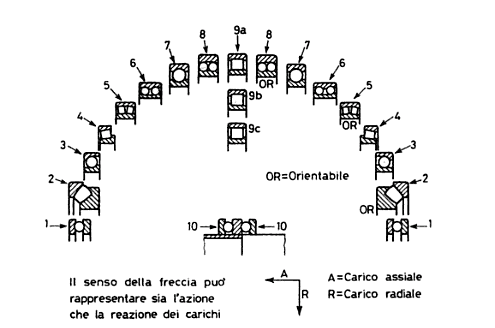 9a
8
8
7
7
6
6
OR
5
5
9b
4
OR
4
9c
3
3
OR=Orientabile
2
2
OR
1
10
10
1
A
A=Carico assiale
Il senso della freccia può
R
R=Carico radiale
rappresentare sia l'azione
che la reazione dei carichi